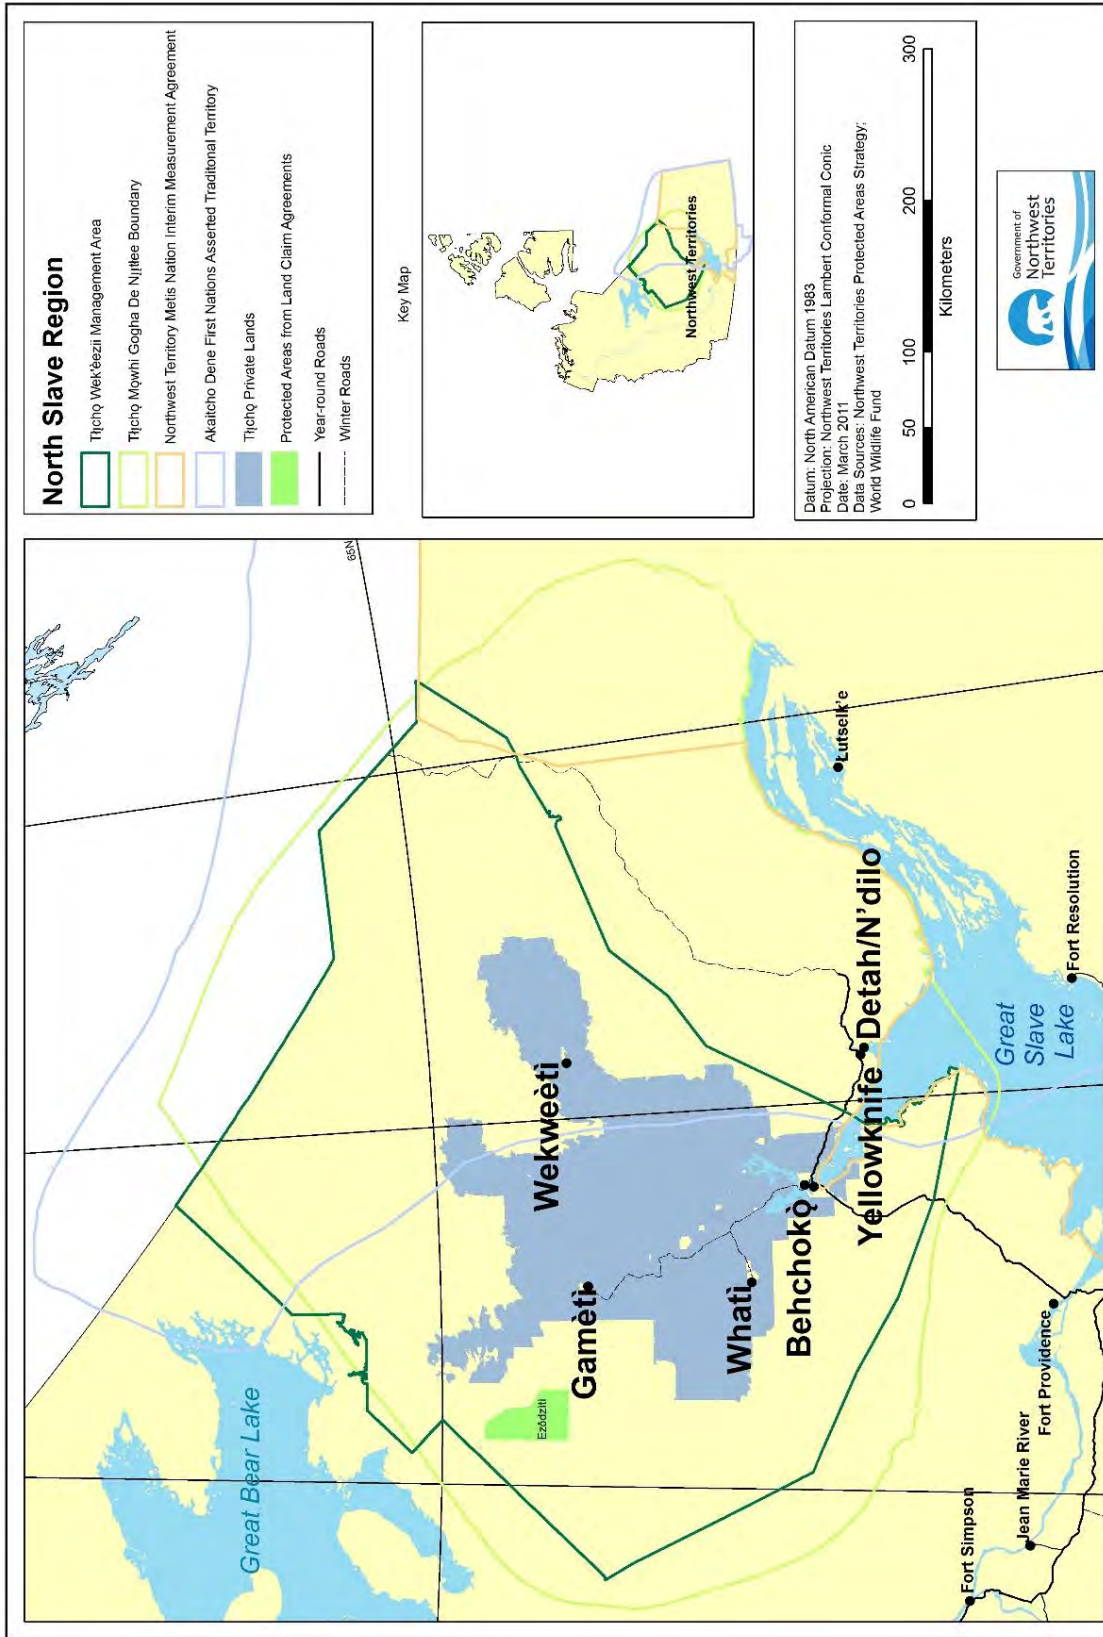 North Slave Region
Tłı̨chǫ Wek'èezıı Management Area
Tłı̨chǫ Mǫwhì Gogha De Nı̨ı̨tłee Boundary
Northwest Territory Metis Nation Interim Measurement Agreement
Akaitcho Dene First Nations Asserted Traditional Territory
Tłı̨chǫ Private Lands
Protected Areas from Land Claim Agreements
Year-round Roads
Winter Roads
Key Map
Northwest Territories
Datum: North American Datum 1983
Projection: Northwest Territories Lambert Conformal Conic
Date: March 2011
Data Sources: Northwest Territories Protected Areas Strategy;
World Wildlife Fund
0 50 100 200 300
Kilometers
Government of
Northwest
Territories
65N
Great Bear Lake
Ezǒdziti
Wekweètì
Gamètì
Whatì
Behchokǫ̀
Yellowknife
Detah/N'dilo
Lutselk'e
Great
Slave
Lake
Fort Resolution
Fort Simpson
Jean Marie River
Fort Providence